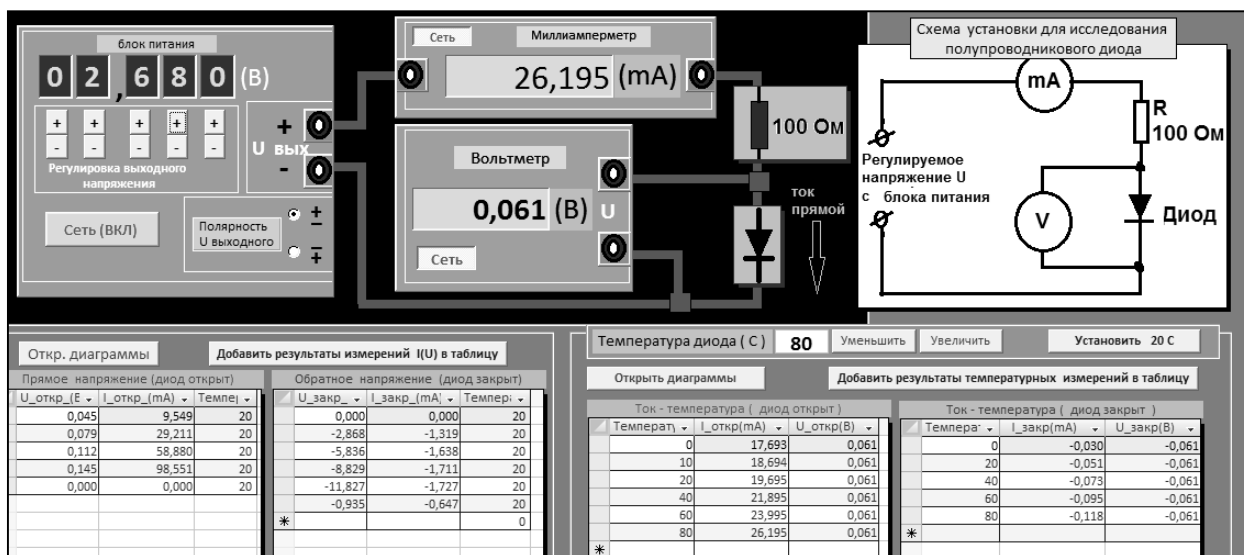 блок питания
02,680 (В)
+ + + + +
- - - - -
Регулировка выходного
напряжения
+
U вых
-
Сеть (ВКЛ)
Полярность
U выходного
Сеть
Миллиамперметр
26,195 (mA)
Вольтметр
0,061 (В) U
Сеть
100 Ом
ток
прямой
Схема установки для исследования
полупроводникового диода
mA
R
100 Ом
Регулируемое
напряжение U
с блока питания
V
Диод
Откр. диаграммы
Добавить результаты измерений I(U) в таблицу
Прямое напряжение (диод открыт)
U_откр_(Е I_откр_(mA) Темпе
0,045 9,549 20
0,079 29,211 20
0,112 58,880 20
0,145 98,551 20
0,000 0,000 20
Обратное напряжение (диод закрыт)
U_закр_ I_закр_(mA) Темпер
0,000 0,000 20
-2,868 -1,319 20
-5,836 -1,638 20
-8,829 -1,711 20
-11,827 -1,727 20
-0,935 -0,647 20
* 0
Температура диода ( С ) 80 Уменьшить Увеличить Установить 20 С
Открыть диаграммы
Добавить результаты температурных измерений в таблицу
Ток - температура ( диод открыт )
Температ I_откр(mA) U_откр(В)
0 17,693 0,061
10 18,694 0,061
20 19,695 0,061
40 21,895 0,061
60 23,995 0,061
80 26,195 0,061
*
Ток - температура ( диод закрыт )
Темпера I_закр(mA) U_закр(В)
0 -0,030 -0,061
20 -0,051 -0,061
40 -0,073 -0,061
60 -0,095 -0,061
80 -0,118 -0,061
*